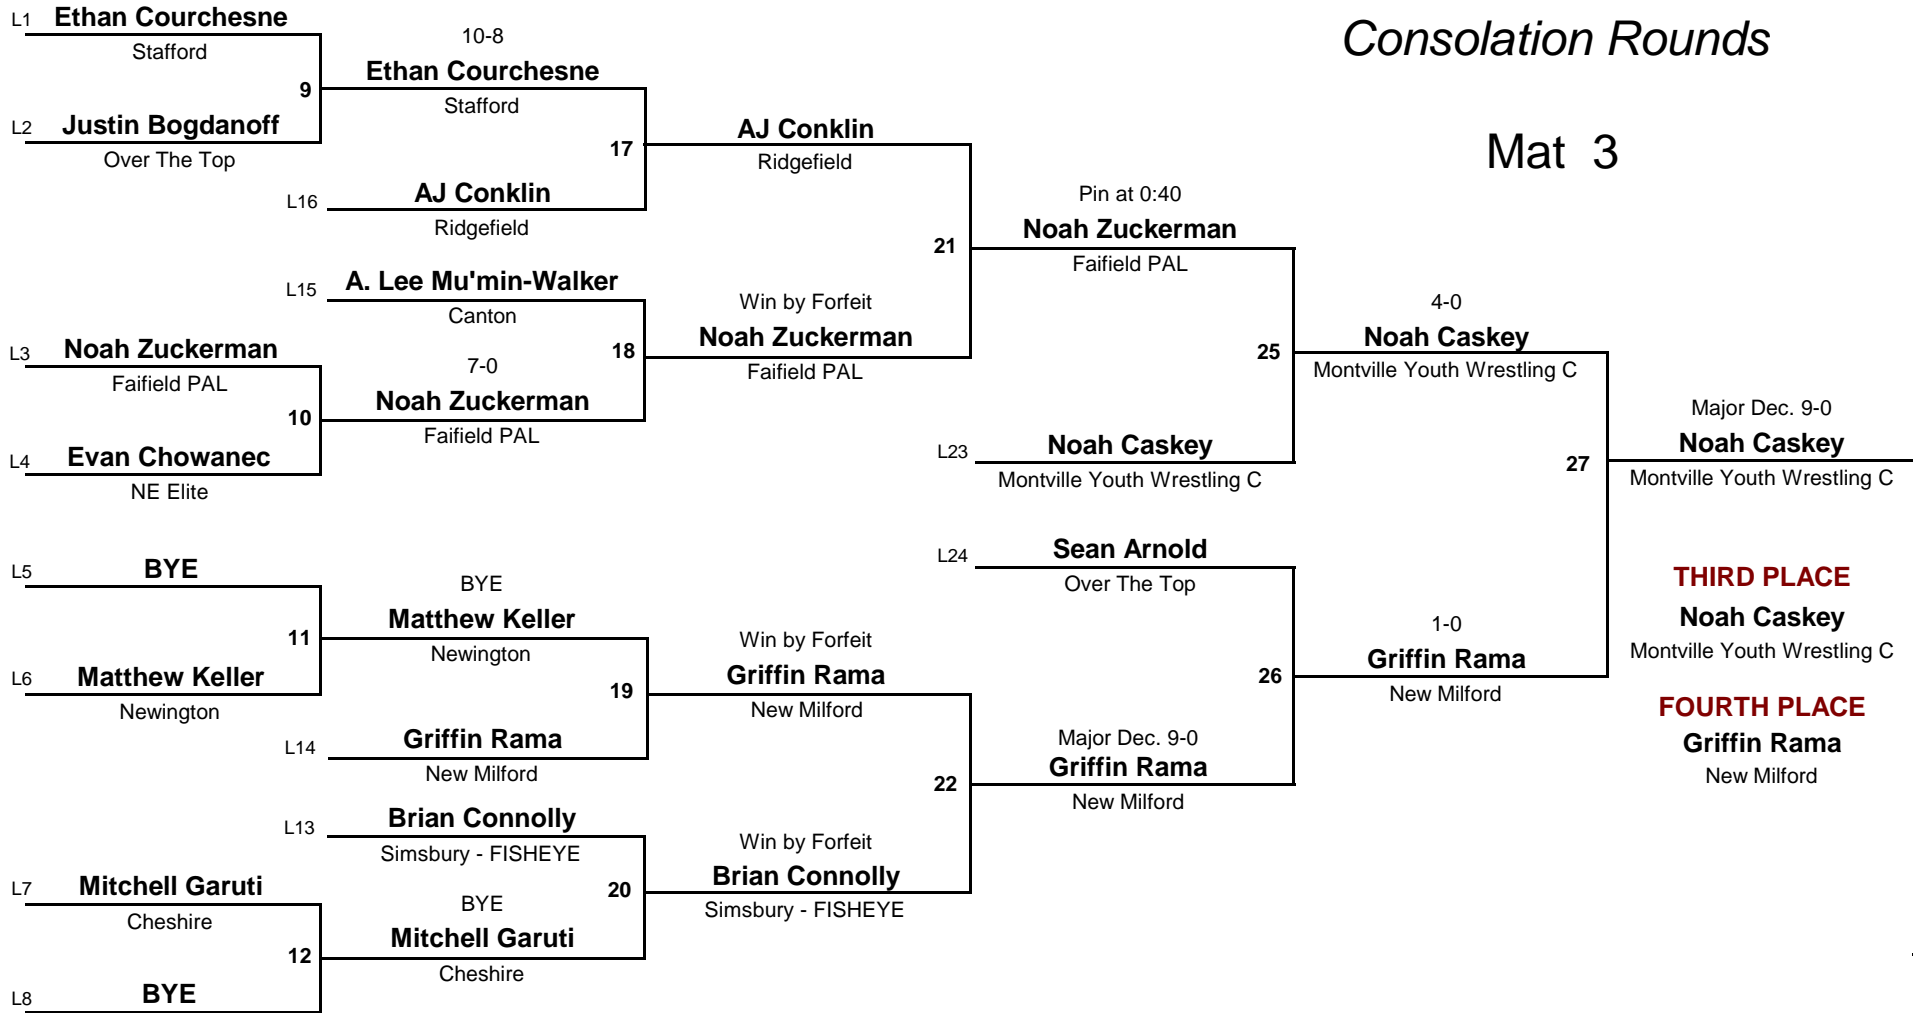 Consolation Rounds
Mat 3
L1 Ethan Courchesne
Stafford
9
L2 Justin Bogdanoff
Over The Top
10-8
Ethan Courchesne
Stafford
17
L16 AJ Conklin
Ridgefield
AJ Conklin
Ridgefield
L15 A. Lee Mu'min-Walker
Canton
18
L3 Noah Zuckerman
Faifield PAL
10
L4 Evan Chowanec
NE Elite
7-0
Noah Zuckerman
Faifield PAL
Win by Forfeit
Noah Zuckerman
Faifield PAL
21
Pin at 0:40
Noah Zuckerman
Faifield PAL
25
L23 Noah Caskey
Montville Youth Wrestling C
4-0
Noah Caskey
Montville Youth Wrestling C
27
Major Dec. 9-0
Noah Caskey
Montville Youth Wrestling C
L5 BYE
11
L6 Matthew Keller
Newington
BYE
Matthew Keller
Newington
19
L14 Griffin Rama
New Milford
Win by Forfeit
Griffin Rama
New Milford
22
L13 Brian Connolly
Simsbury - FISHEYE
20
L7 Mitchell Garuti
Cheshire
12
L8 BYE
BYE
Mitchell Garuti
Cheshire
Win by Forfeit
Brian Connolly
Simsbury - FISHEYE
L24 Sean Arnold
Over The Top
26
Major Dec. 9-0
Griffin Rama
New Milford
1-0
Griffin Rama
New Milford
THIRD PLACE
Noah Caskey
Montville Youth Wrestling C
FOURTH PLACE
Griffin Rama
New Milford